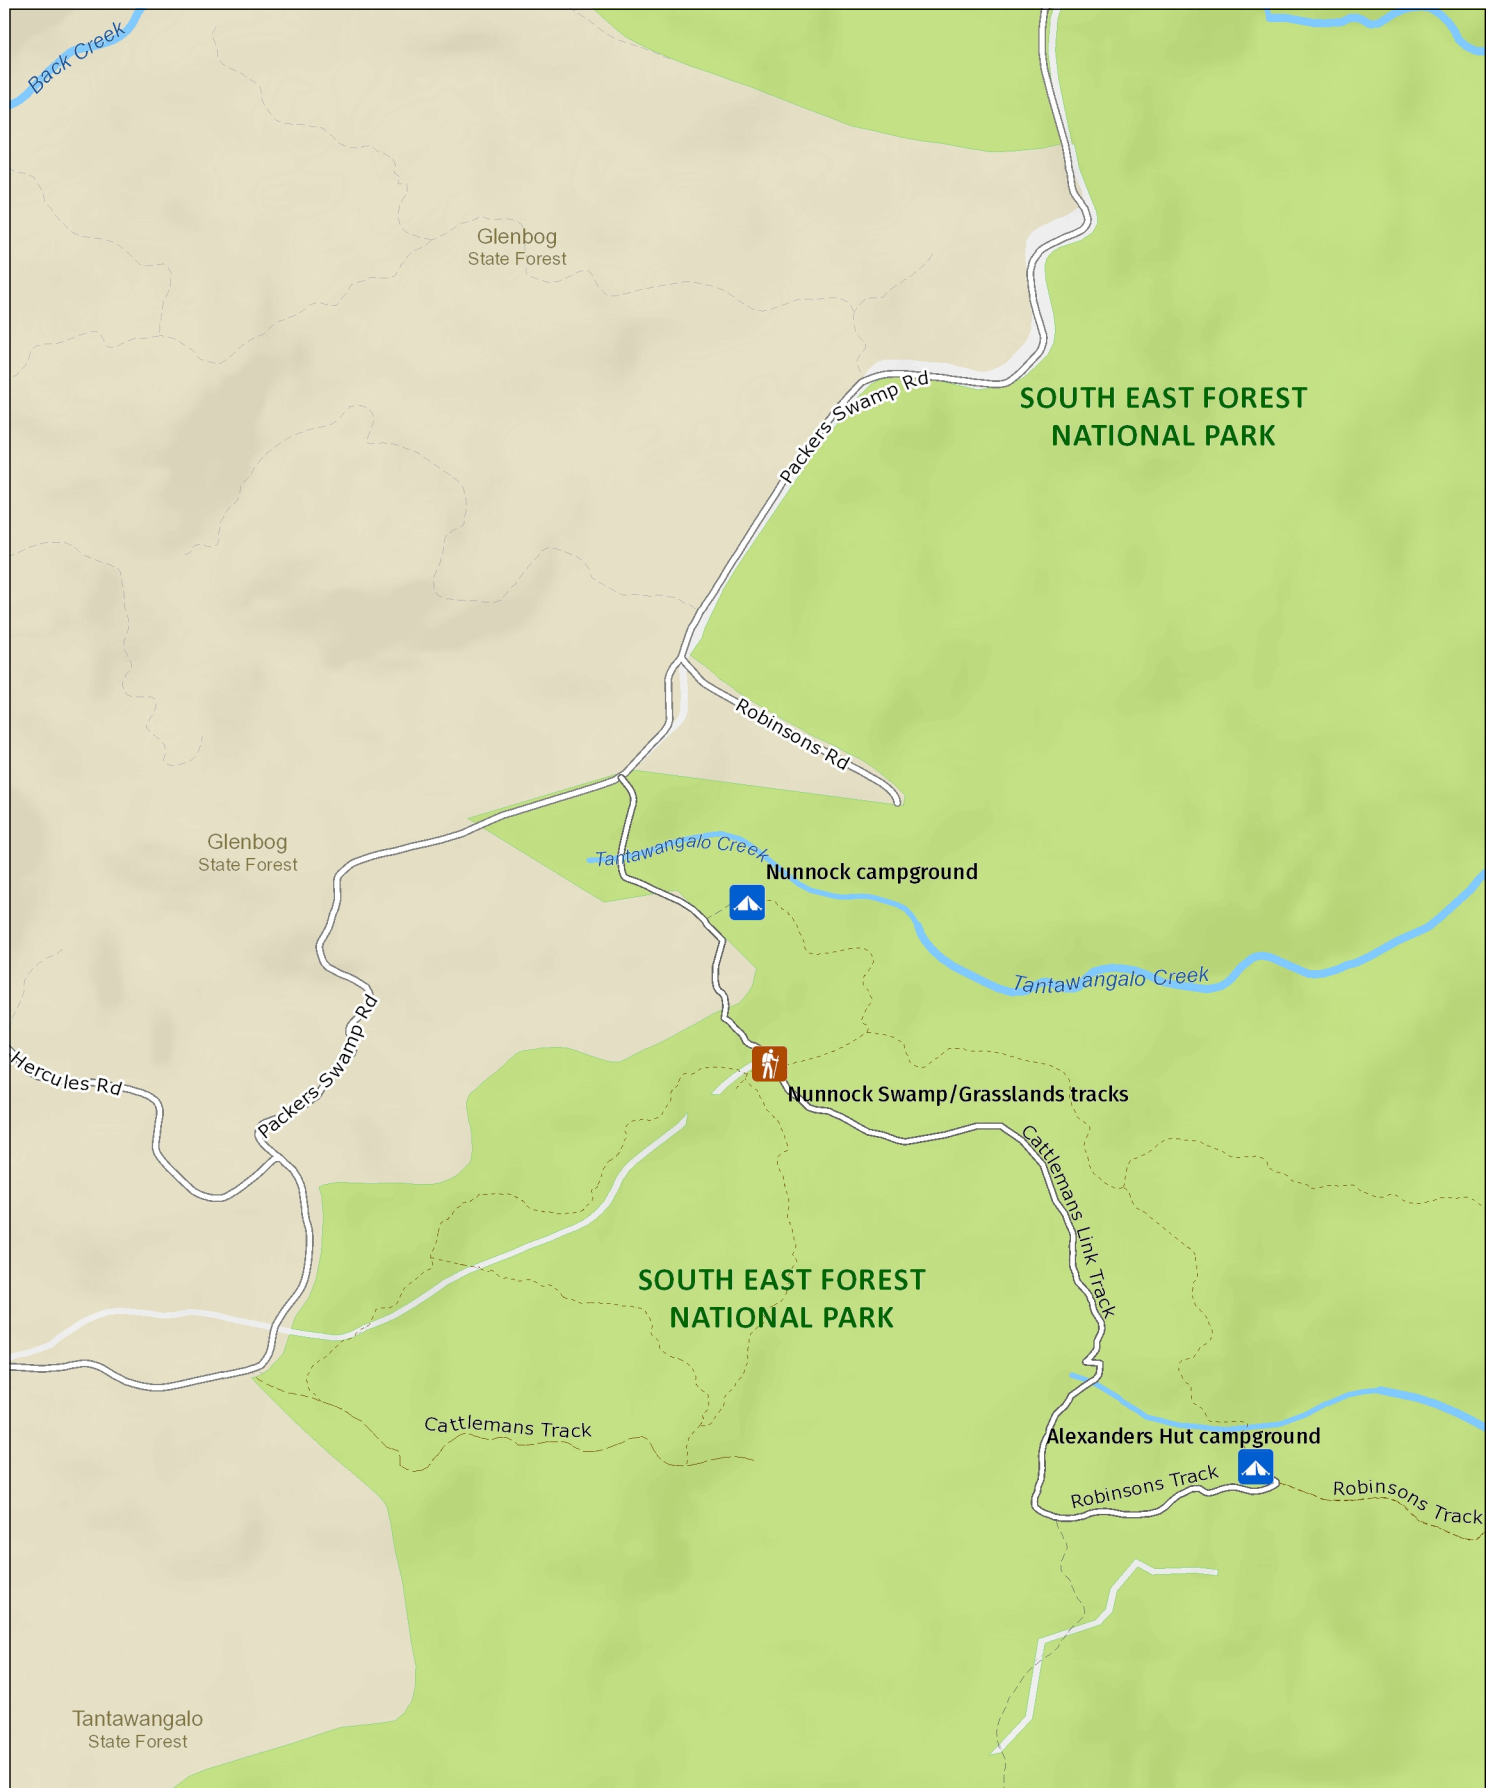 Back Creek
Glenbog
State Forest
Packers-Swamp Rd
SOUTH EAST FOREST
NATIONAL PARK
Robinsons-Rd
Glenbog
State Forest
Tantawangalo Creek
Nunnock campground
Tantawangalo Creek
Packers-Swamp-Rd
Hercules-Rd
Nunnock Swamp/Grasslands tracks
Cattlemans Link Track
SOUTH EAST FOREST
NATIONAL PARK
Cattlemans Track
Alexanders Hut campground
Robinsons Track
Robinsons Track
Tantawangalo
State Forest